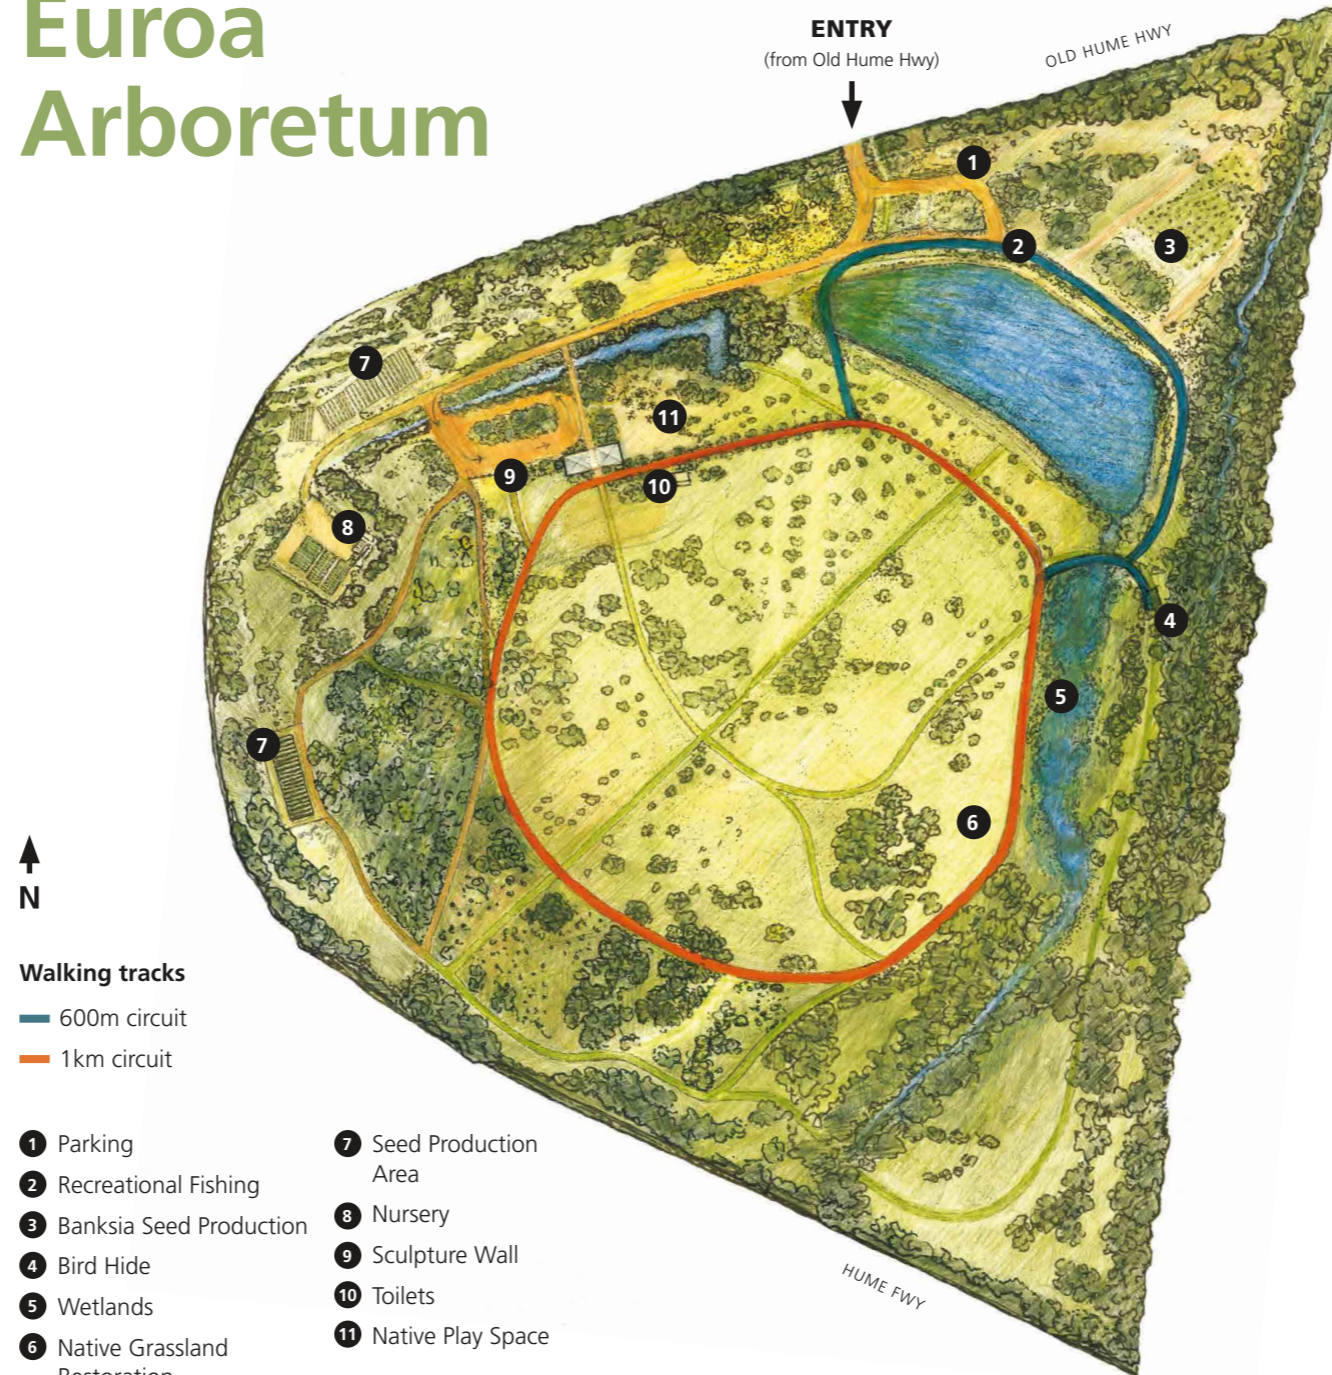 Euroa
Arboretum
ENTRY
(from Old Hume Hwy)
OLD HUME HWY
1
2
3
7
11
9
10
8
4
5
7
6
N
Walking tracks
600m circuit
1km circuit
1 Parking
2 Recreational Fishing
3 Banksia Seed Production
4 Bird Hide
5 Wetlands
6 Native Grassland
Restoration
7 Seed Production
Area
8 Nursery
9 Sculpture Wall
10 Toilets
11 Native Play Space
HUME FWY